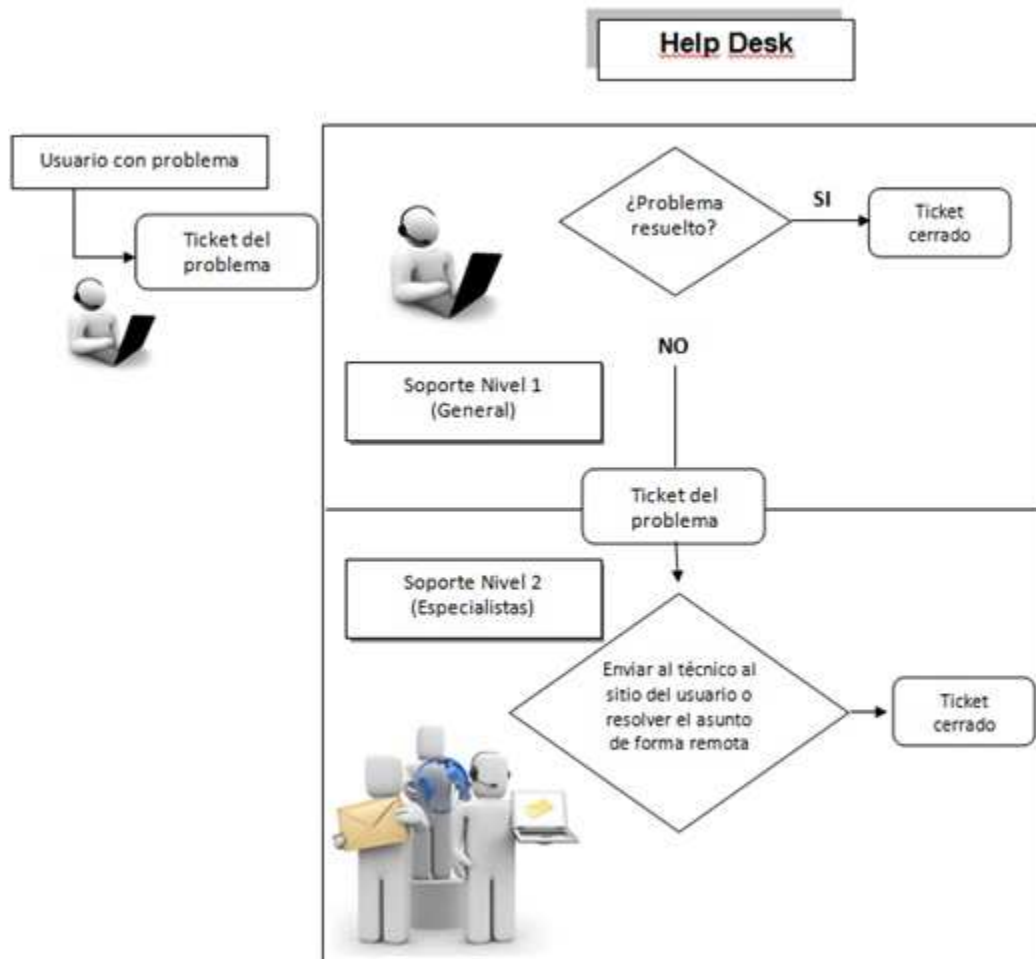 Help Desk
Usuario con problema
Ticket del
problema
¿Problema
resuelto?
SI
Ticket
cerrado
NO
Soporte Nivel 1
(General)
Ticket del
problema
Soporte Nivel 2
(Especialistas)
Enviar al técnico al
sitio del usuario o
resolver el asunto
de forma remota
Ticket
cerrado